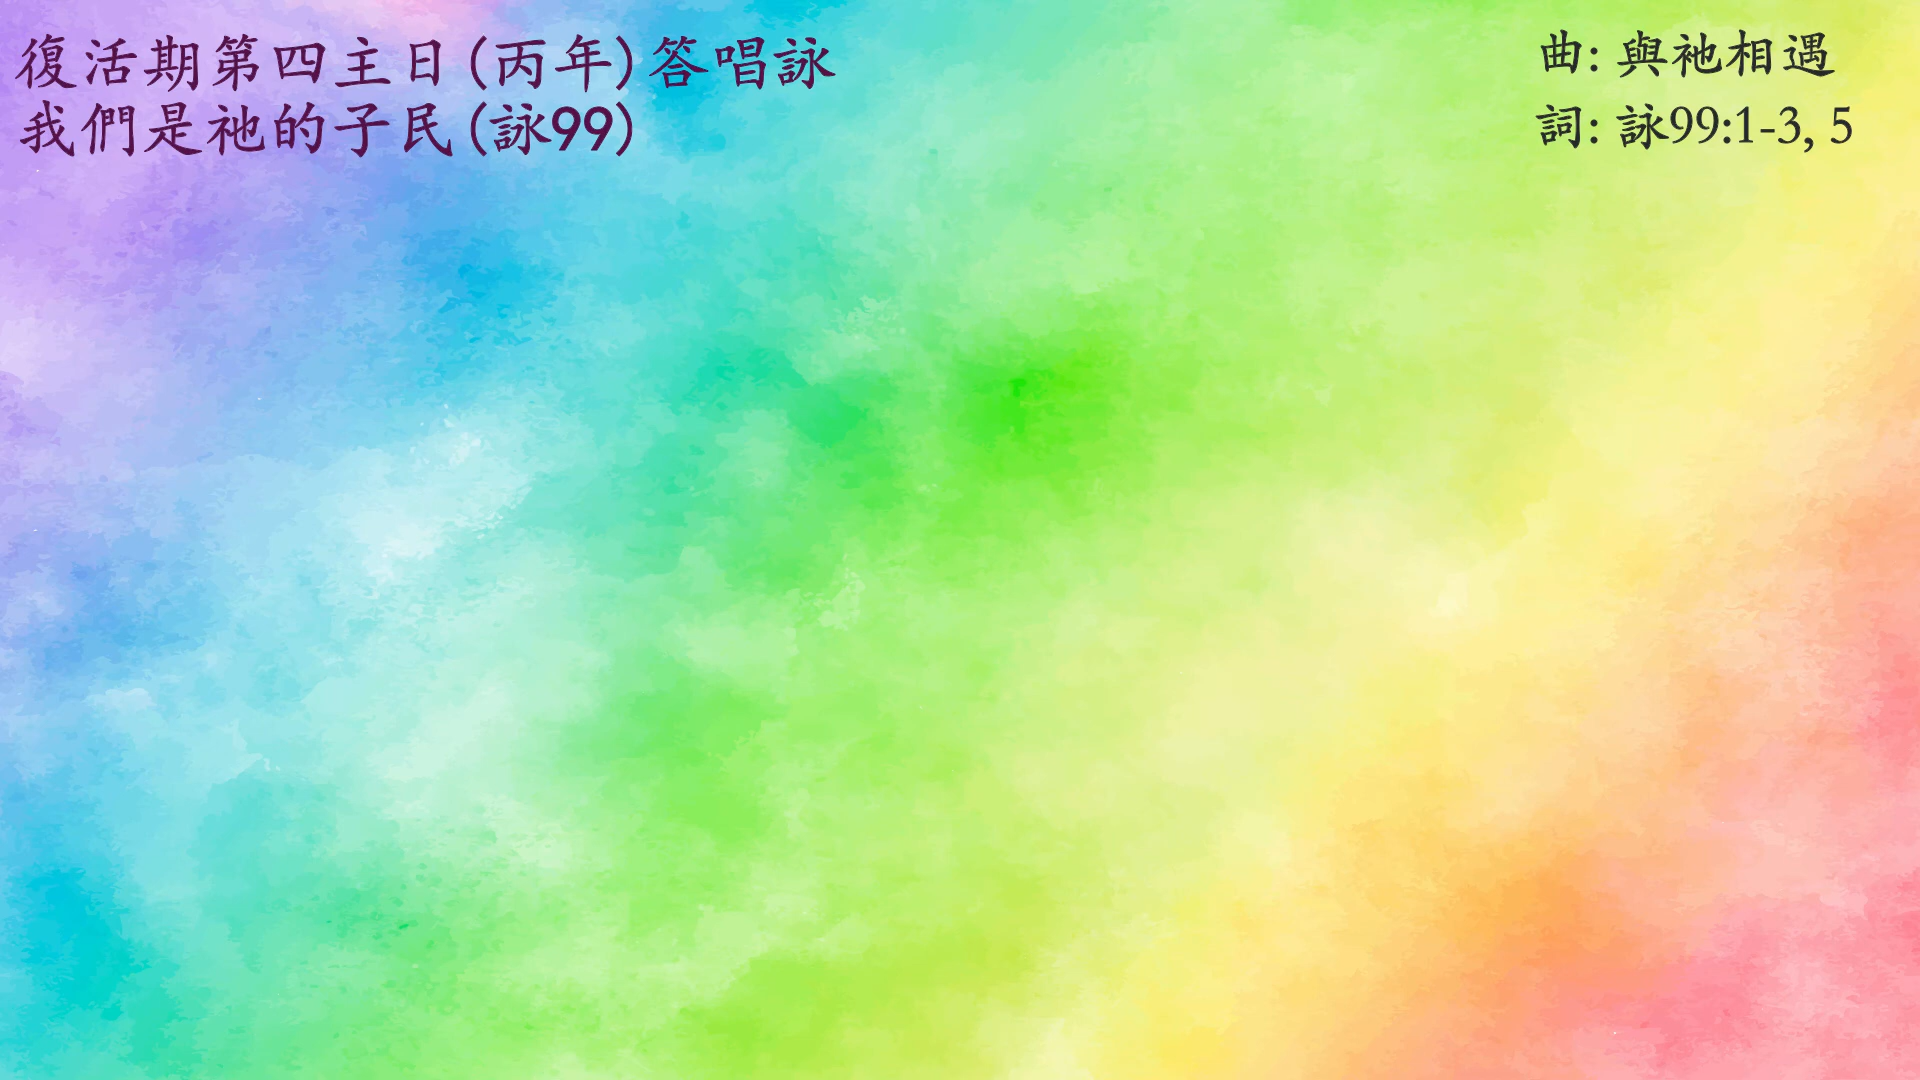 復活期第四主日(丙年)答唱詠
我們是祂的子民(詠99)
曲: 與祂相遇
詞: 詠99:1-3, 5